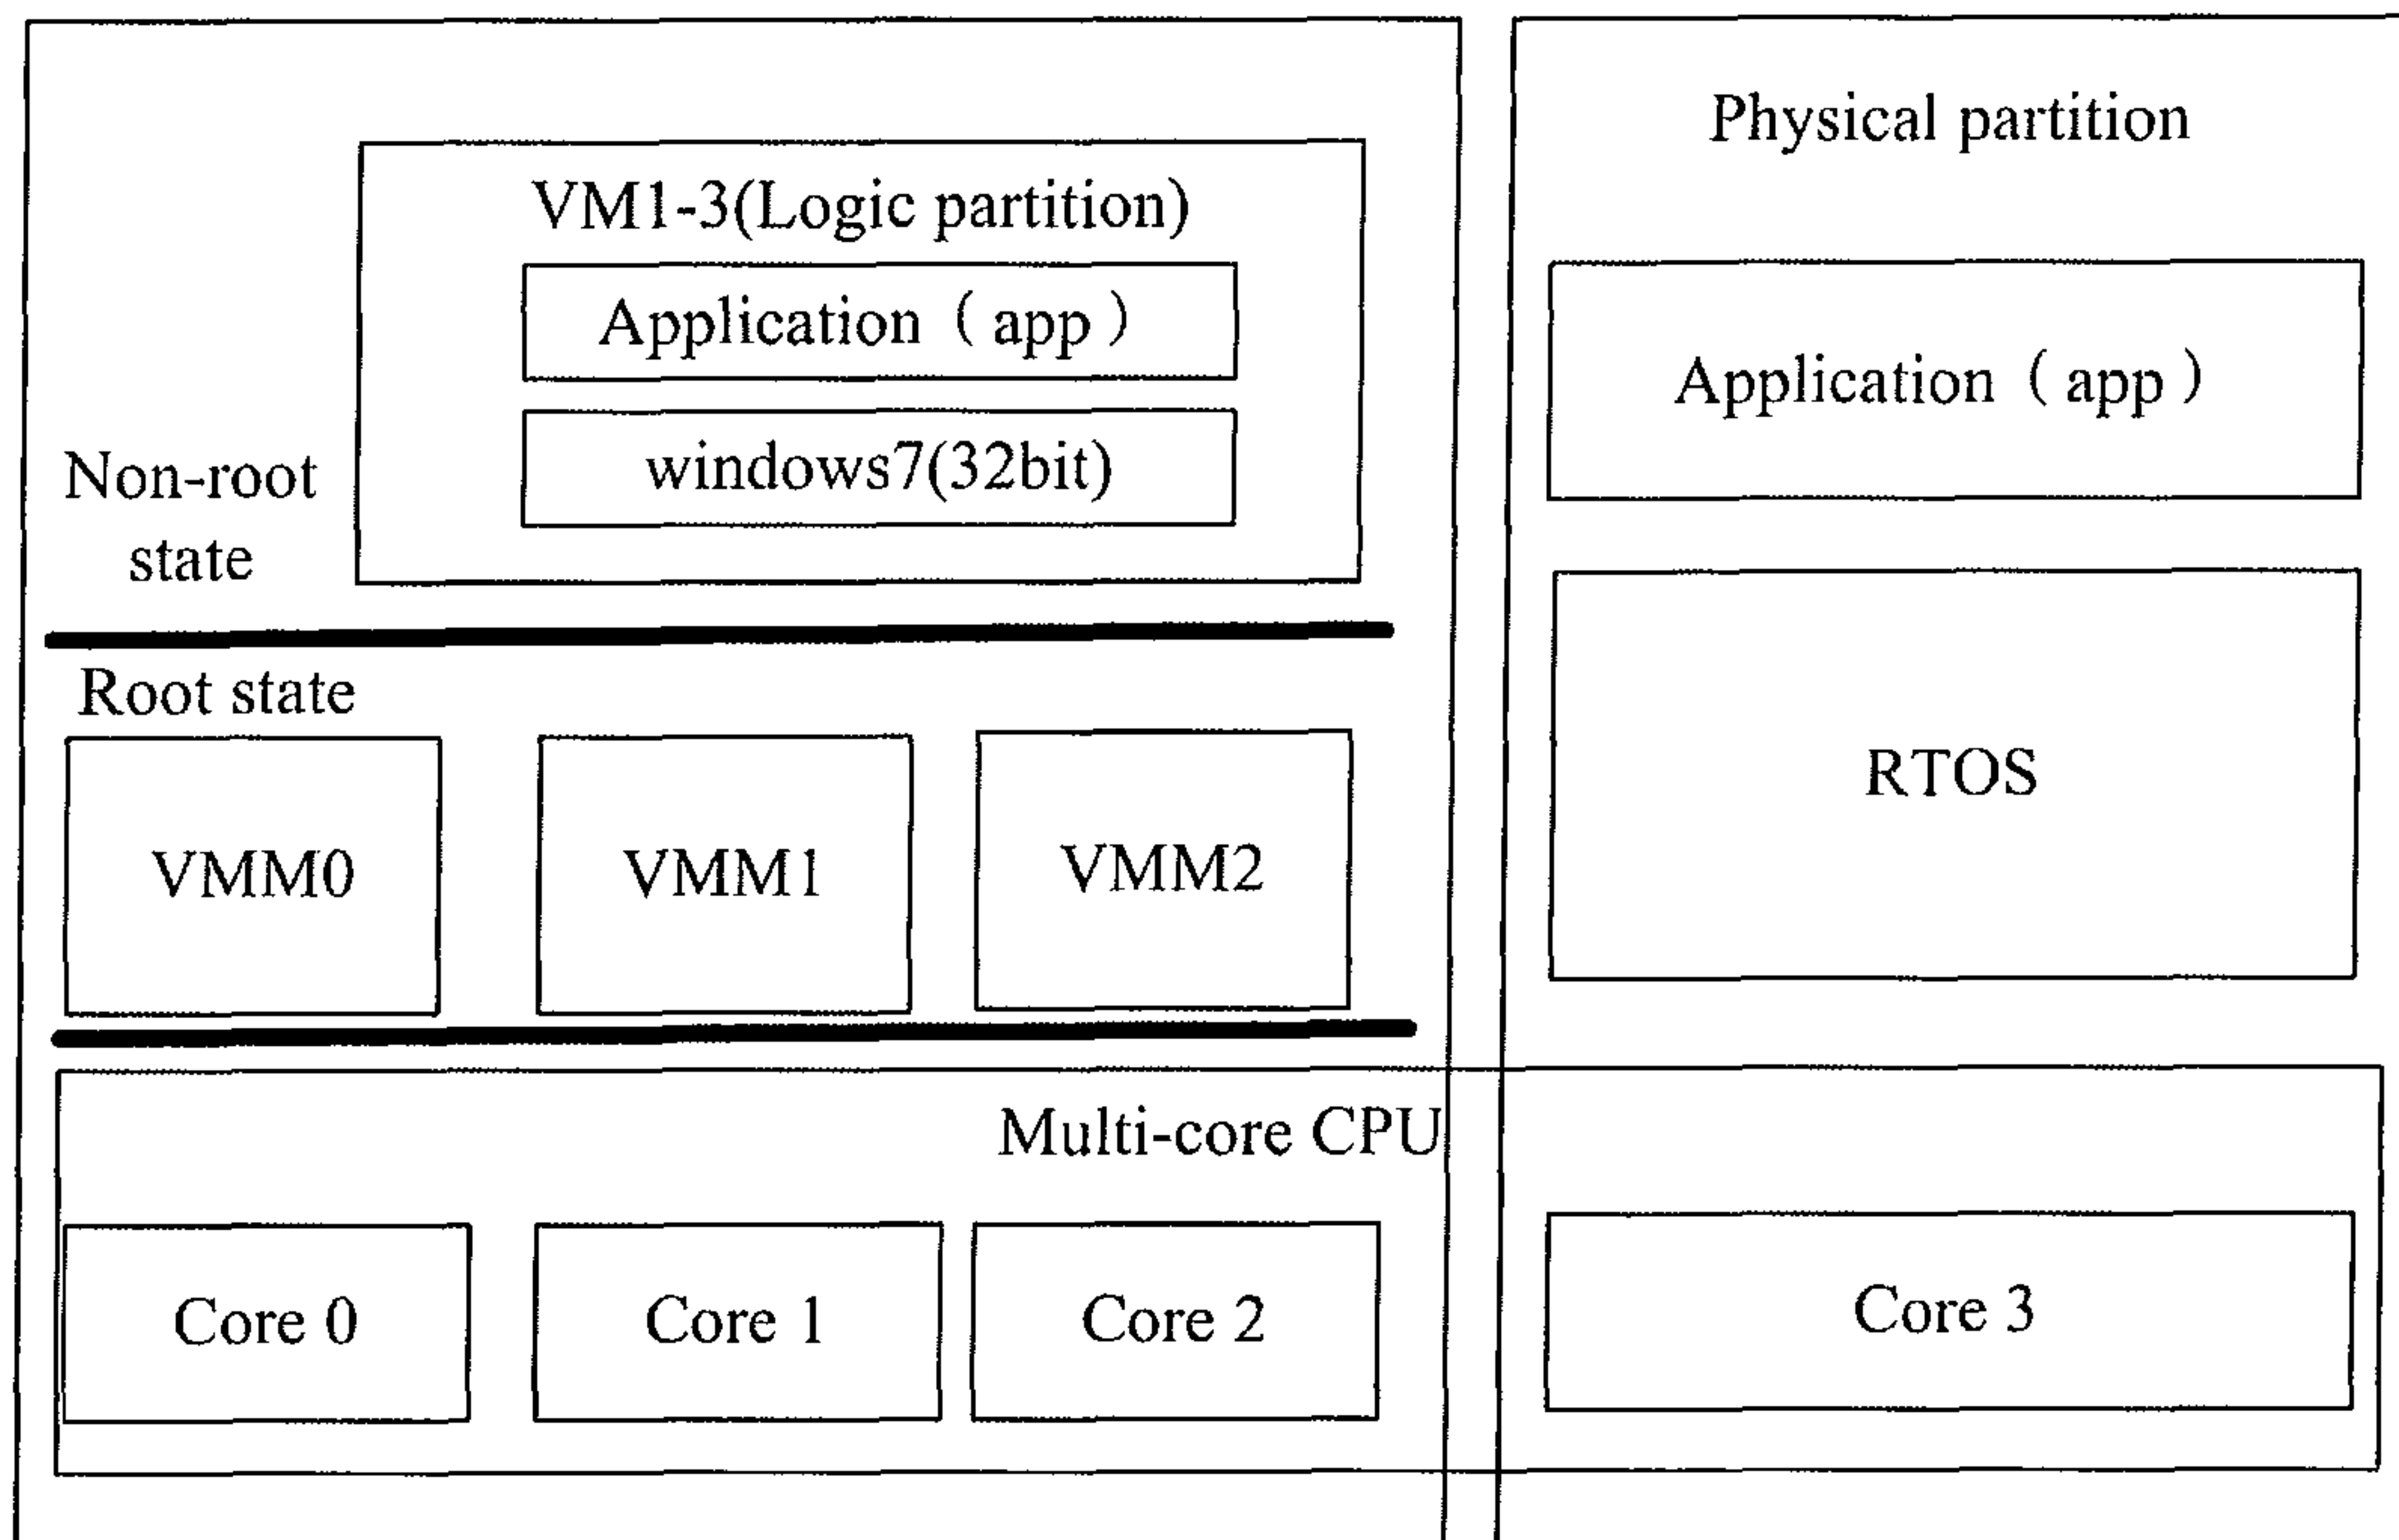 Physical partition
VM1-3(Logic partition)
Application（app）
windows7(32bit)
Non-root
state
Application（app）
Root state
VMM0
VMM1
VMM2
RTOS
Multi-core CPU
Core 0
Core 1
Core 2
Core 3